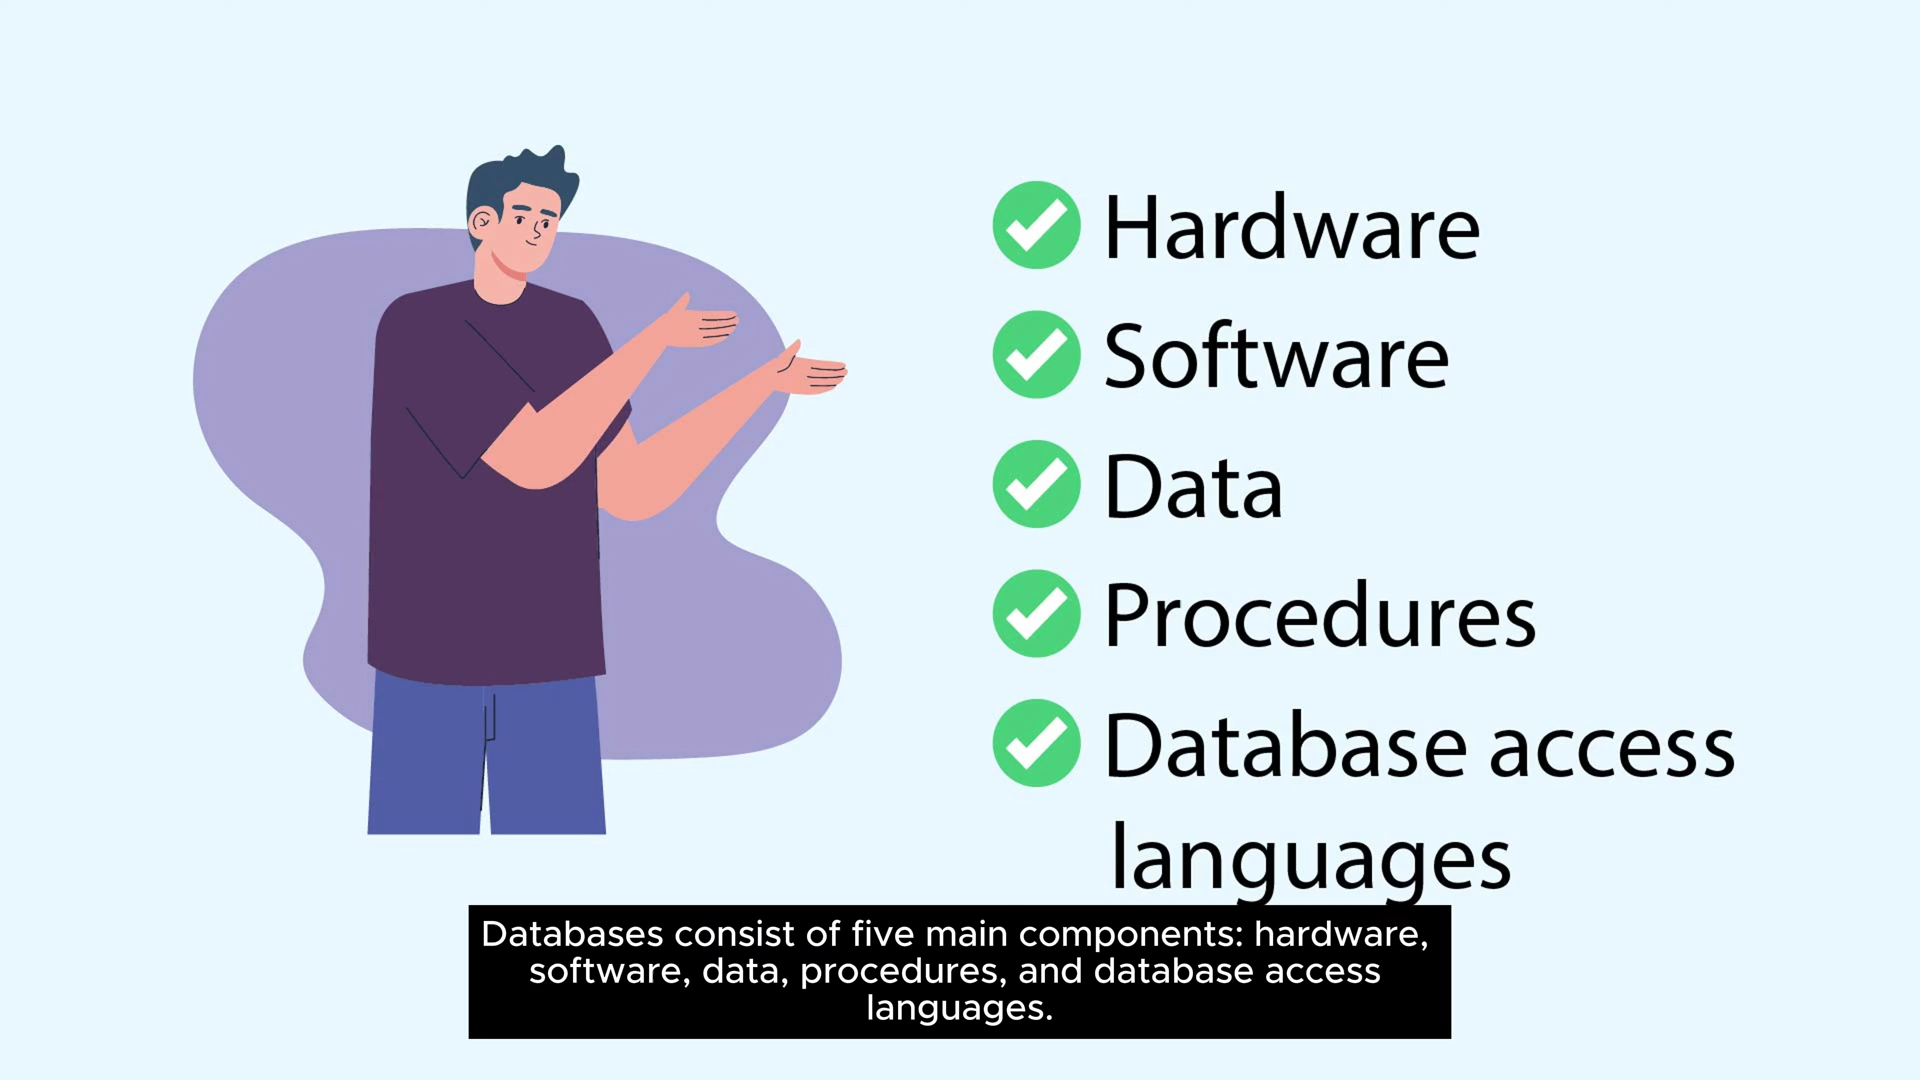 Hardware
Software
Data
Procedures
Database access
languages
Databases consist of five main components: hardware,
software, data, procedures, and database access
languages.